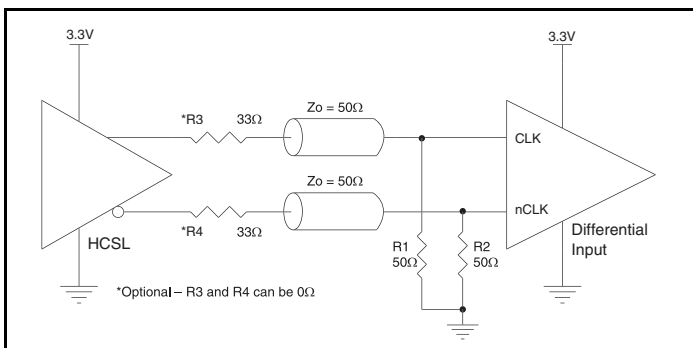 3.3V
3.3V
*R3 33Ω
Zo = 50Ω
CLK
Zo = 50Ω
nCLK
HCSL
*R4 33Ω
R1
50Ω
R2
50Ω
Differential
Input
*Optional – R3 and R4 can be 0Ω